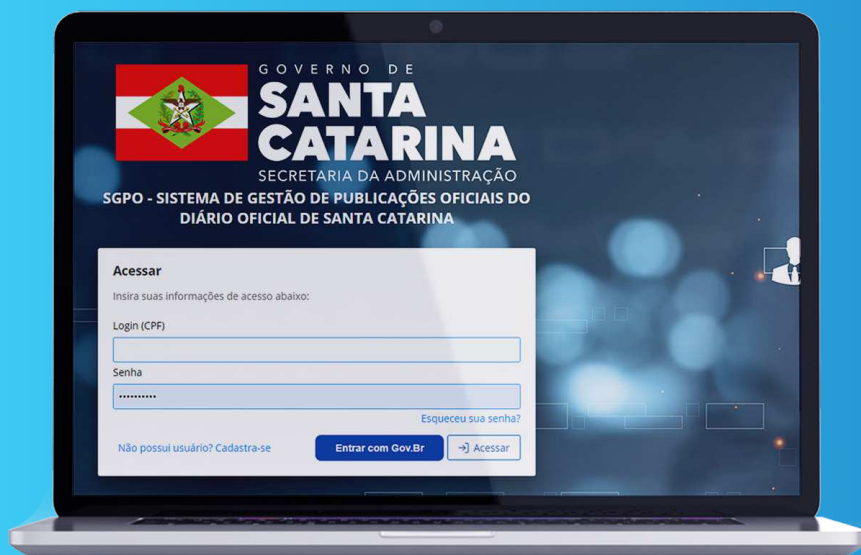 GOVERNO DE
SANTA
CATARINA
SECRETARIA DA ADMINISTRAÇÃO
SGPO - SISTEMA DE GESTÃO DE PUBLICAÇÕES OFICIAIS DO
DIÁRIO OFICIAL DE SANTA CATARINA
Acessar
Insira suas informações de acesso abaixo:
Login (CPF)
Senha
••••••••••
Esqueceu sua senha?
Não possui usuário? Cadastra-se
Entrar com Gov.Br
Acessar